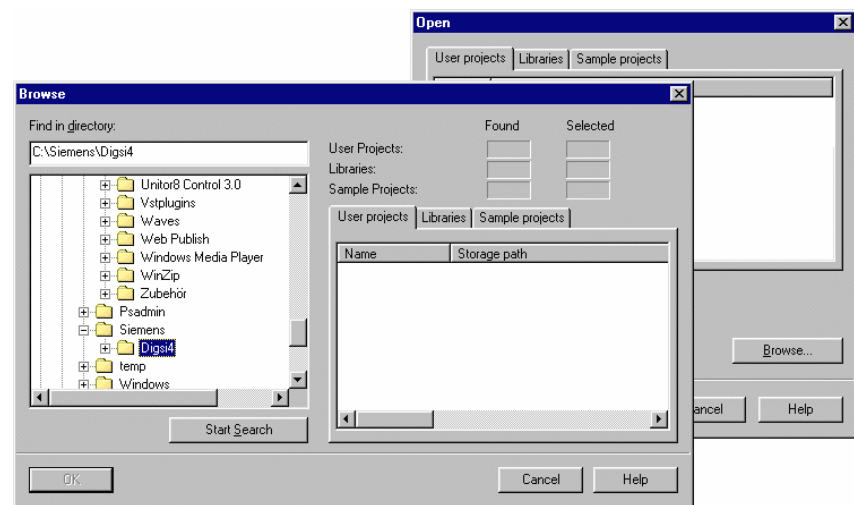 Open
User projects Libraries Sample projects
Browse
Find in directory:
C:\Siemens\Digsi4
Unitor8 Control 3.0
Vstplugins
Waves
Web Publish
Windows Media Player
WinZip
Zubehör
Psadmin
Siemens
Digsi4
temp
Windows
Start Search
Found Selected
User Projects:
Libraries:
Sample Projects:
User projects Libraries Sample projects
Name Storage path
OK
Cancel
Help
Browse...
ancel
Help